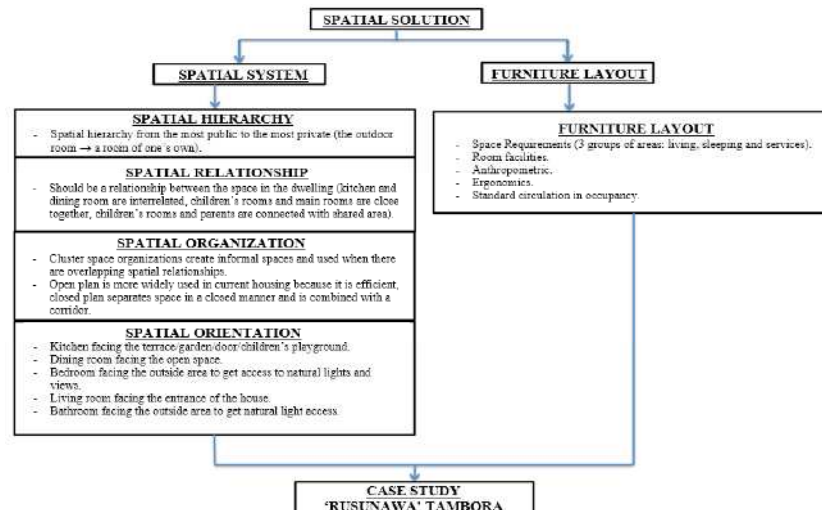 SPATIAL SOLUTION
SPATIAL SYSTEM
FURNITURE LAYOUT
SPATIAL HIERARCHY
- Spatial hierarchy from the most public to the most private (the outdoor
room → a room of one's own).
SPATIAL RELATIONSHIP
- Should be a relationship between the space in the dwelling (kitchen and
dining room are interrelated, children's rooms and main rooms are close
together, children's rooms and parents are connected with shared area).
SPATIAL ORGANIZATION
- Cluster space organizations create informal spaces and used when there
are overlapping spatial relationships.
- Open plan is more widely used in current housing because it is efficient,
closed plan separates space in a closed manner and is combined with a
corridor.
SPATIAL ORIENTATION
- Kitchen facing the terrace/garden/door/children's playground.
- Dining room facing the open space.
- Bedroom facing the outside area to get access to natural lights and
views.
- Living room facing the entrance of the house.
- Bathroom facing the outside area to get natural light access.
FURNITURE LAYOUT
- Space Requirements (3 groups of areas: living, sleeping and services).
- Room facilities.
- Anthropometric.
- Ergonomics.
- Standard circulation in occupancy.
CASE STUDY
'RUSUNAWA' TAMBORA